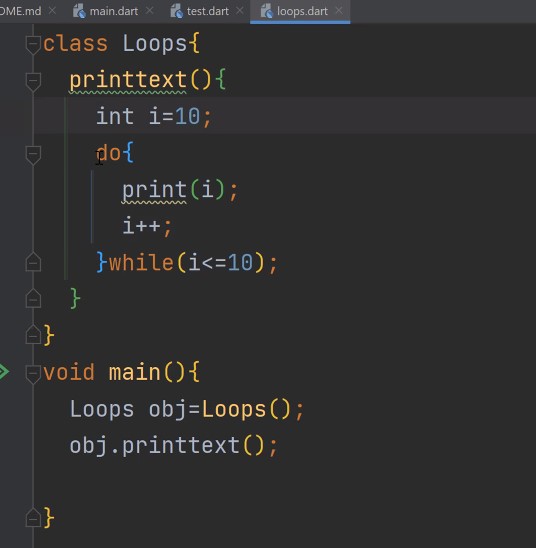 OME.md main.dart test.dart loops.dart
class Loops{
printtext(){
int i=10;
do{
print(i);
i++;
}while(i<=10);
}
}
void main(){
Loops obj=Loops();
obj.printtext();
}